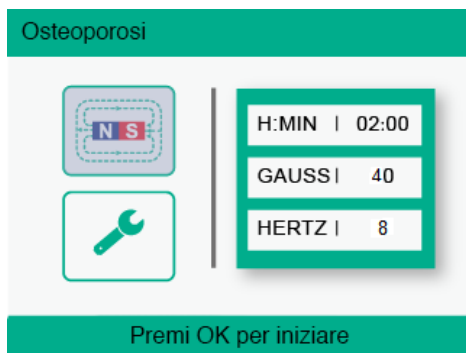 Osteoporosi
N S
H:MIN | 02:00
GAUSS | 40
HERTZ | 8
Premi OK per iniziare